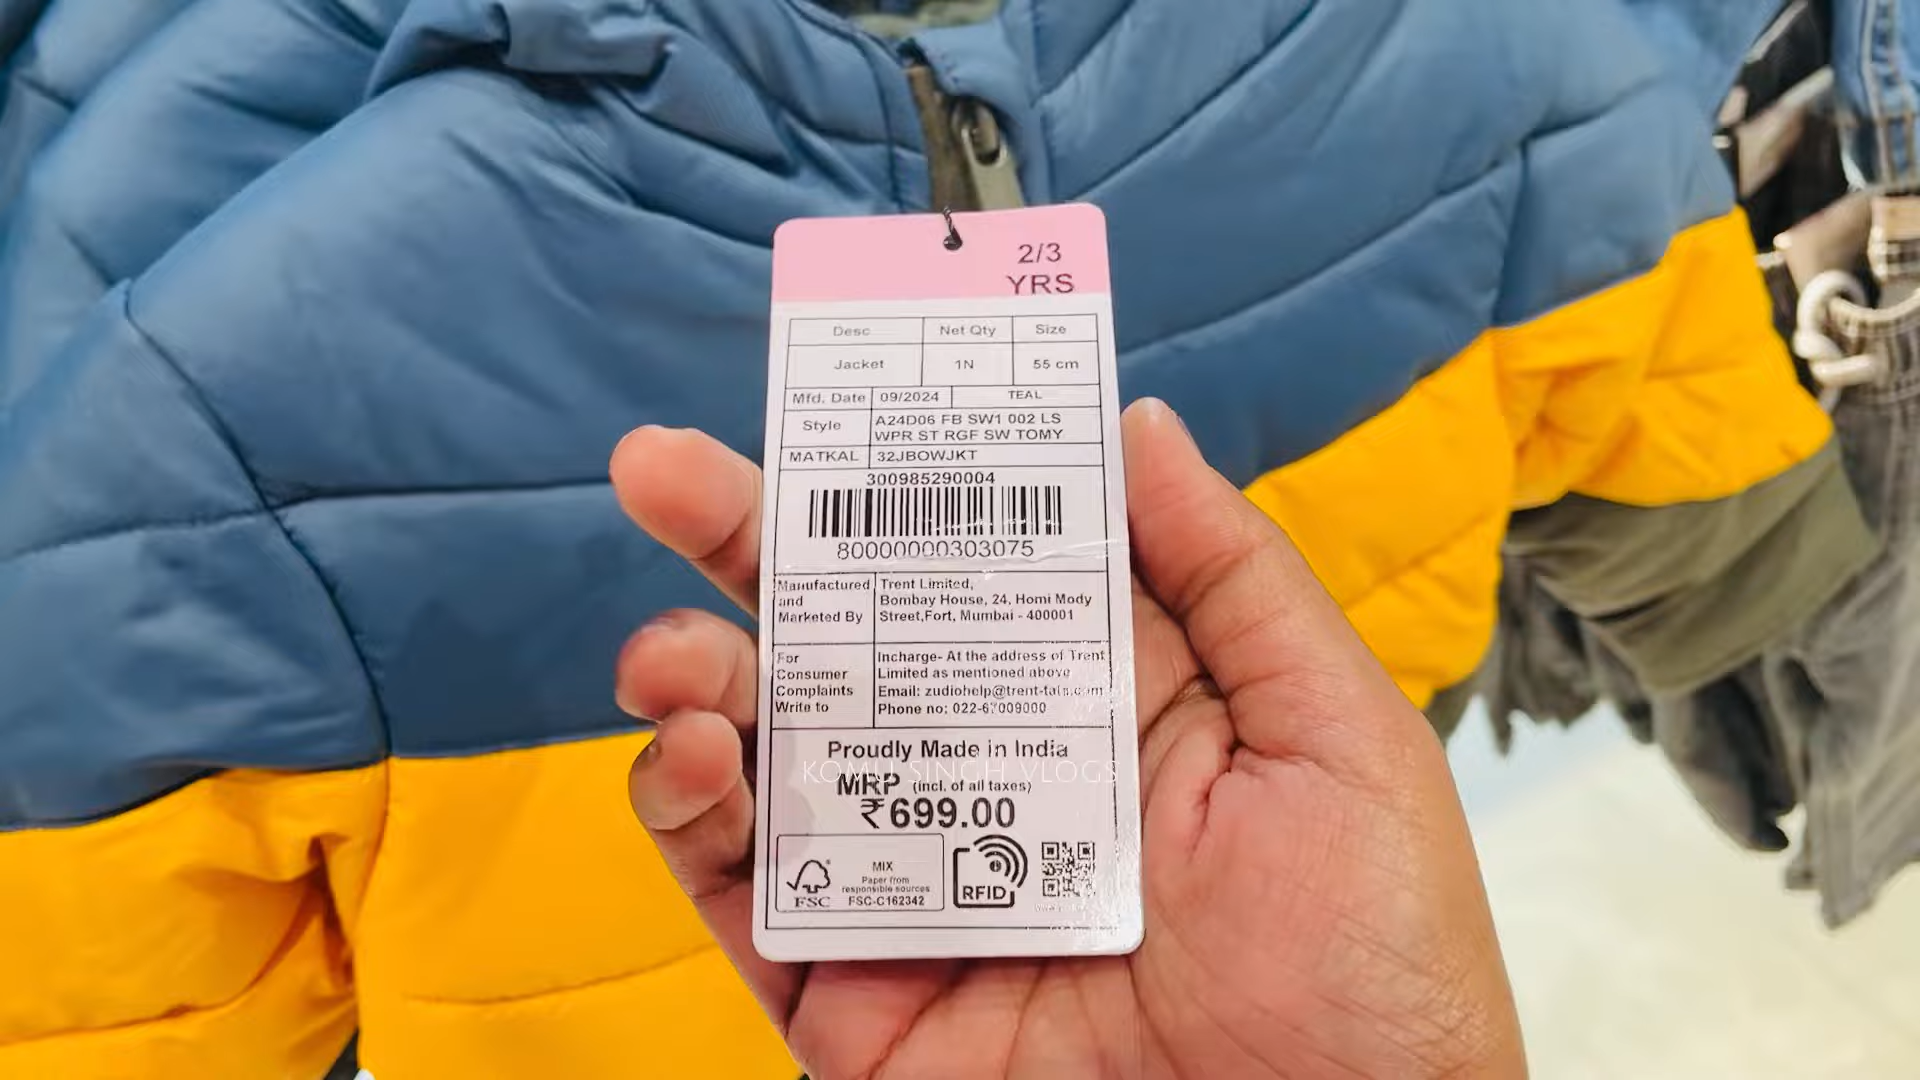 2/3
YRS
Desc Net Qty Size
Jacket 1N 55 cm
Mfd. Date 09/2024 TEAL
Style A24D06 FB SW1 002 LS
WPR ST RGF SW TOMY
MATKAL 32JBOWJKT
300985290004
80000000303075
Manufactured and Marketed By
Trent Limited,
Bombay House, 24, Homi Mody
Street,Fort, Mumbai - 400001
For Consumer Complaints Write to
Incharge- At the address of Trent
Limited as mentioned above
Email: zudiohelp@trent-tata.com
Phone no: 022-67009000
Proudly Made in India
KOMU SINGH VLOGS
MRP (incl. of all taxes)
₹699.00
FSC
MIX
Paper from
responsible sources
FSC-C162342
RFID